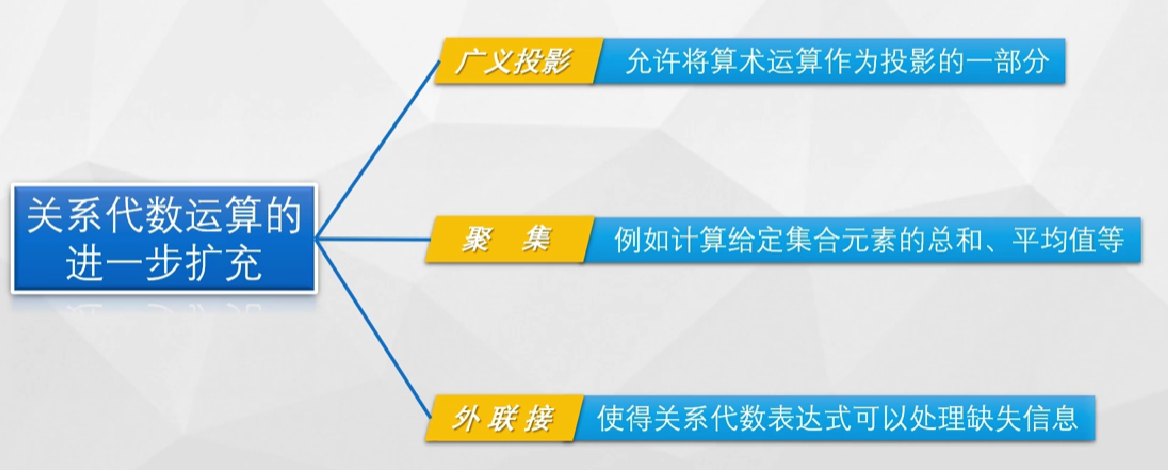 广义投影 允许将算术运算作为投影的一部分
关系代数运算的
进一步扩充
聚 集 例如计算给定集合元素的总和、平均值等
外联接 使得关系代数表达式可以处理缺失信息